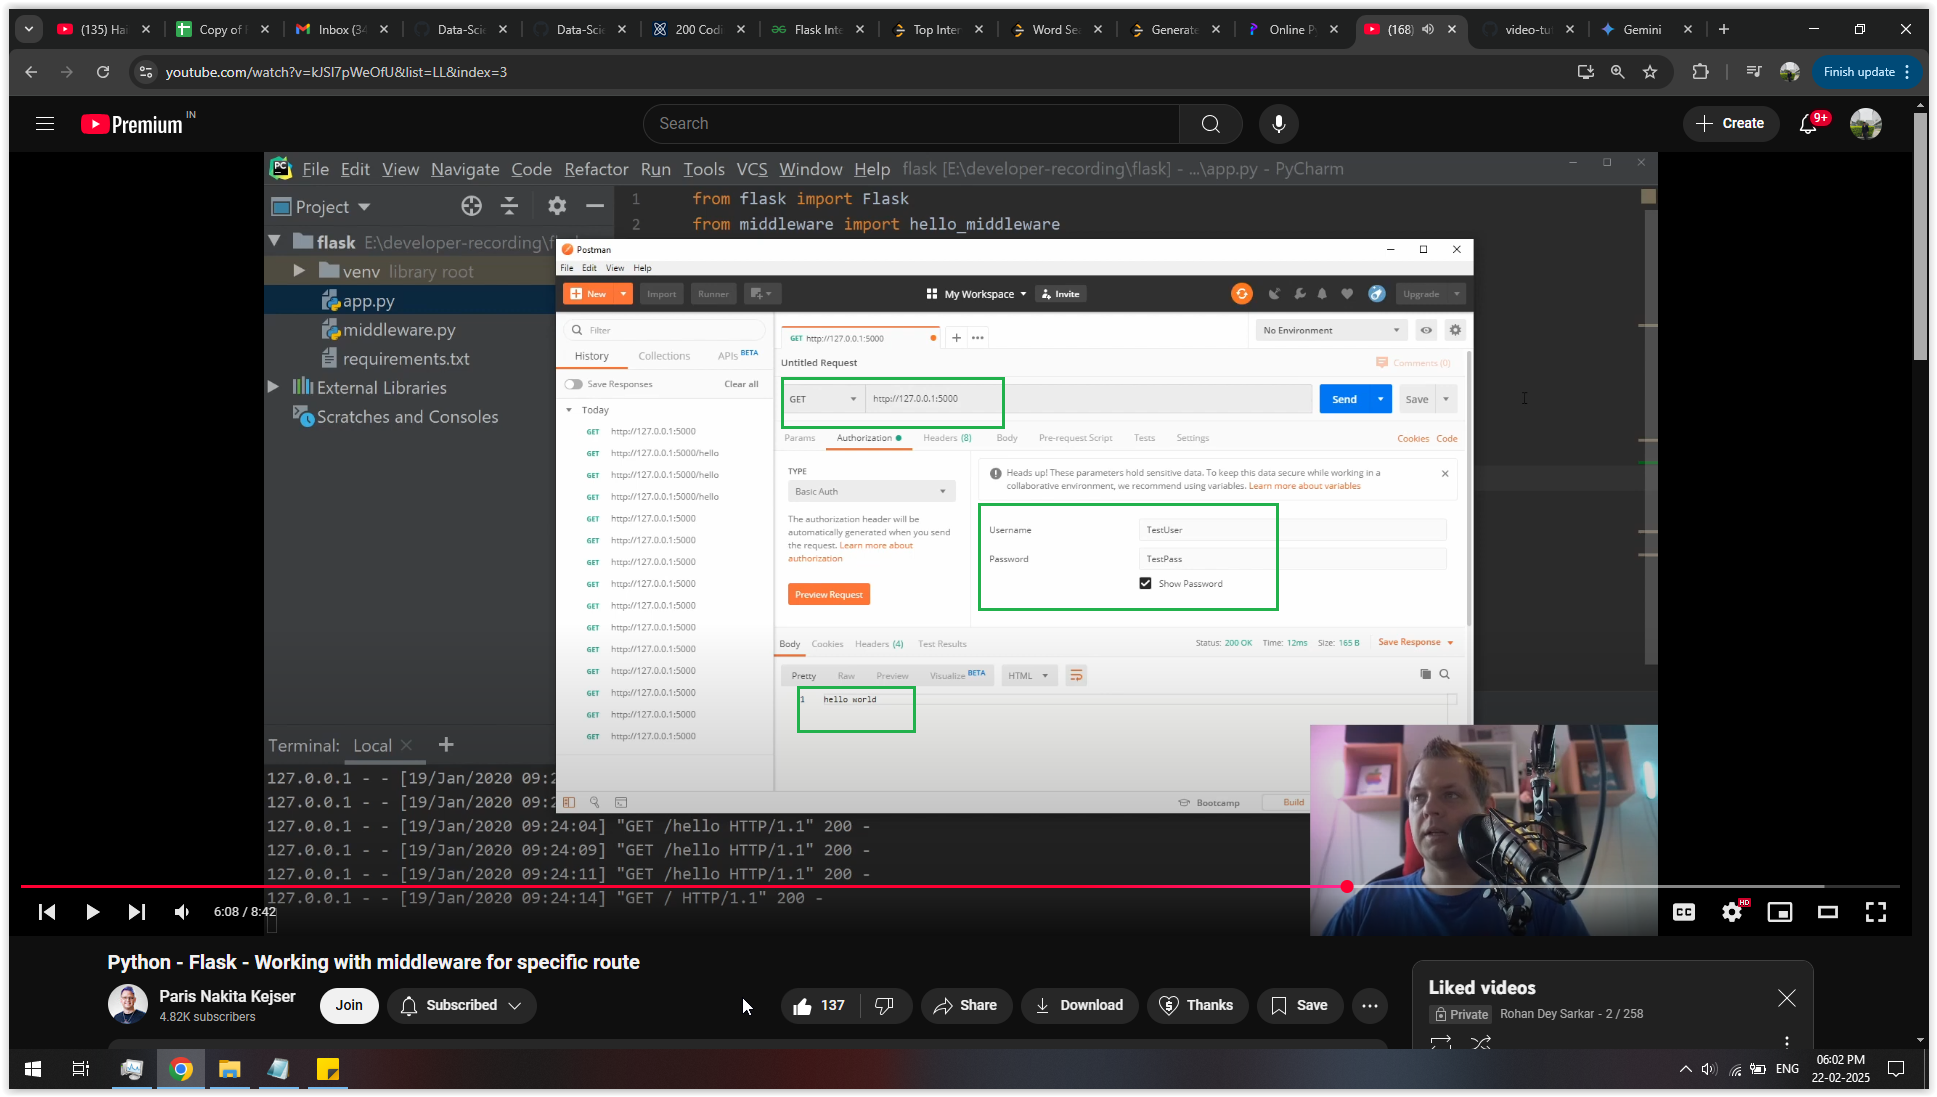 (135) Hai
Copy of
Inbox (34
Data-Scie
Data-Scie
200 Codi
Flask Inte
Top Inter
Word Sea
Generate
Online P
(168)
video-tut
Gemini
youtube.com/watch?v=kJSI7pWeOfU&list=LL&index=3
Finish update
Premium IN
Search
Create
9+
File Edit View Navigate Code Refactor Run Tools VCS Window Help flask [E:\developer-recording\flask] - ...\app.py - PyCharm
Project
1 from flask import Flask
2 from middleware import hello_middleware
flask E:\developer-recording\fl
venv library root
app.py
middleware.py
requirements.txt
External Libraries
Scratches and Consoles
Postman
File Edit View Help
New Import Runner My Workspace Invite Upgrade
Filter
History Collections APIs BETA
Save Responses Clear all
Today
GET http://127.0.0.1:5000
GET http://127.0.0.1:5000/hello
GET http://127.0.0.1:5000/hello
GET http://127.0.0.1:5000/hello
GET http://127.0.0.1:5000
GET http://127.0.0.1:5000
GET http://127.0.0.1:5000
GET http://127.0.0.1:5000
GET http://127.0.0.1:5000
GET http://127.0.0.1:5000
GET http://127.0.0.1:5000
GET http://127.0.0.1:5000
GET http://127.0.0.1:5000
GET http://127.0.0.1:5000
GET http://127.0.0.1:5000
GET http://127.0.0.1:5000
No Environment
Untitled Request
Comments (0)
GET http://127.0.0.1:5000
Send Save
Params Authorization Headers (8) Body Pre-request Script Tests Settings Cookies Code
TYPE
Basic Auth
The authorization header will be
automatically generated when you send
the request. Learn more about
authorization
Preview Request
Heads up! These parameters hold sensitive data. To keep this data secure while working in a
collaborative environment, we recommend using variables. Learn more about variables
Username TestUser
Password TestPass
Show Password
Body Cookies Headers (4) Test Results Status: 200 OK Time: 12ms Size: 165 B Save Response
Pretty Raw Preview Visualize BETA HTML
1 hello world
Bootcamp Build
Terminal: Local
127.0.0.1 - - [19/Jan/2020 09:2
127.0.0.1 - - [19/Jan/2020 09:2
127.0.0.1 - - [19/Jan/2020 09:24:04] "GET /hello HTTP/1.1" 200 -
127.0.0.1 - - [19/Jan/2020 09:24:09] "GET /hello HTTP/1.1" 200 -
127.0.0.1 - - [19/Jan/2020 09:24:11] "GET /hello HTTP/1.1" 200 -
127.0.0.1 - - [19/Jan/2020 09:24:14] "GET / HTTP/1.1" 200 -
6:08 / 8:42
CC
HD
Python - Flask - Working with middleware for specific route
Paris Nakita Kejser
4.82K subscribers
Join
Subscribed
137
Share
Download
Thanks
Save
Liked videos
Private Rohan Dey Sarkar - 2 / 258
ENG
06:02 PM
22-02-2025